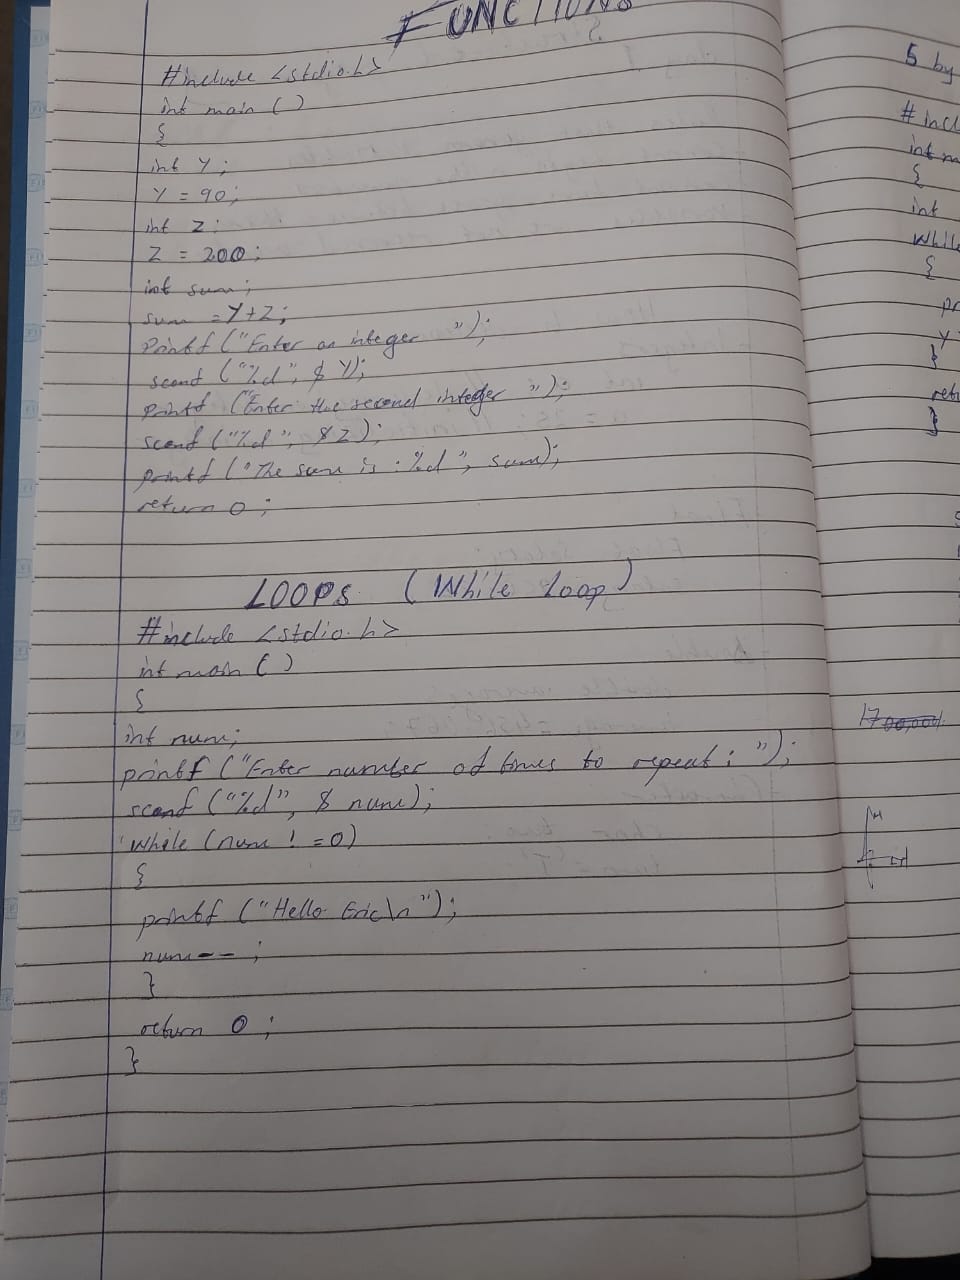 FUNCTIONS
#include <stdio.h>
int main ()
{
int Y;
Y = 90;
int Z;
Z = 200;
int sum;
sum = Y+Z;
Printf ("Enter an integer ");
scanf ("%d", & Y);
Printf ("Enter the second integer ");
scanf ("%d", & Z);
printf ("The sum is : %d", sum);
return 0;
LOOPS (While Loop)
#include <stdio.h>
int main ()
{
int num;
printf ("Enter number of times to repeat : ");
scanf ("%d", & num);
While (num ! = 0)
{
printf ("Hello Eric\n");
num-- ;
}
return 0 ;
}
5 by
# incl
int m
{
int
While
{
pr
Y
}
retu
}